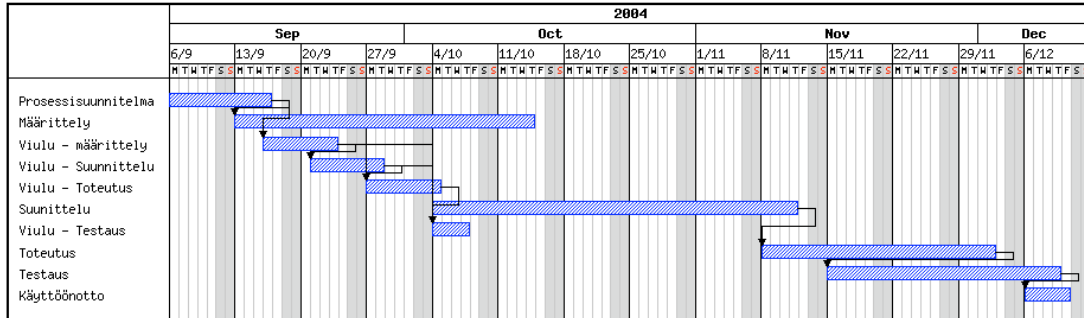 2004
Sep Oct Nov Dec
6/9 13/9 20/9 27/9 4/10 11/10 18/10 25/10 1/11 8/11 15/11 22/11 29/11 6/12
M T W T F S S M T W T F S S M T W T F S S M T W T F S S M T W T F S S M T W T F S S M T W T F S S M T W T F S S M T W T F S S M T W T F S S M T W T F S S M T W T F S S M T W T F S S M T W T F S
Prosessisuunnitelma
Määrittely
Viulu - määrittely
Viulu - Suunnittelu
Viulu - Toteutus
Suunittelu
Viulu - Testaus
Toteutus
Testaus
Käyttöönotto